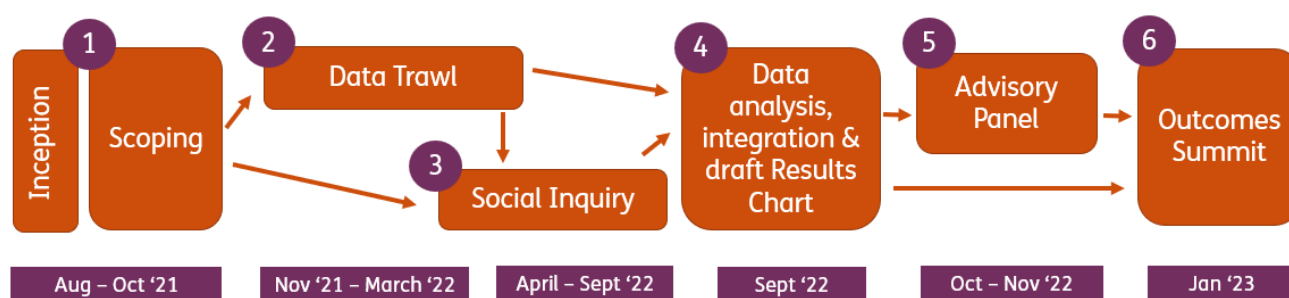 Inception
1
Scoping
2
Data Trawl
3
Social Inquiry
4
Data
analysis,
integration &
draft Results
Chart
5
Advisory
Panel
6
Outcomes
Summit
Aug – Oct ‘21
Nov ‘21 – March ‘22
April – Sept ‘22
Sept ‘22
Oct – Nov ‘22
Jan ‘23